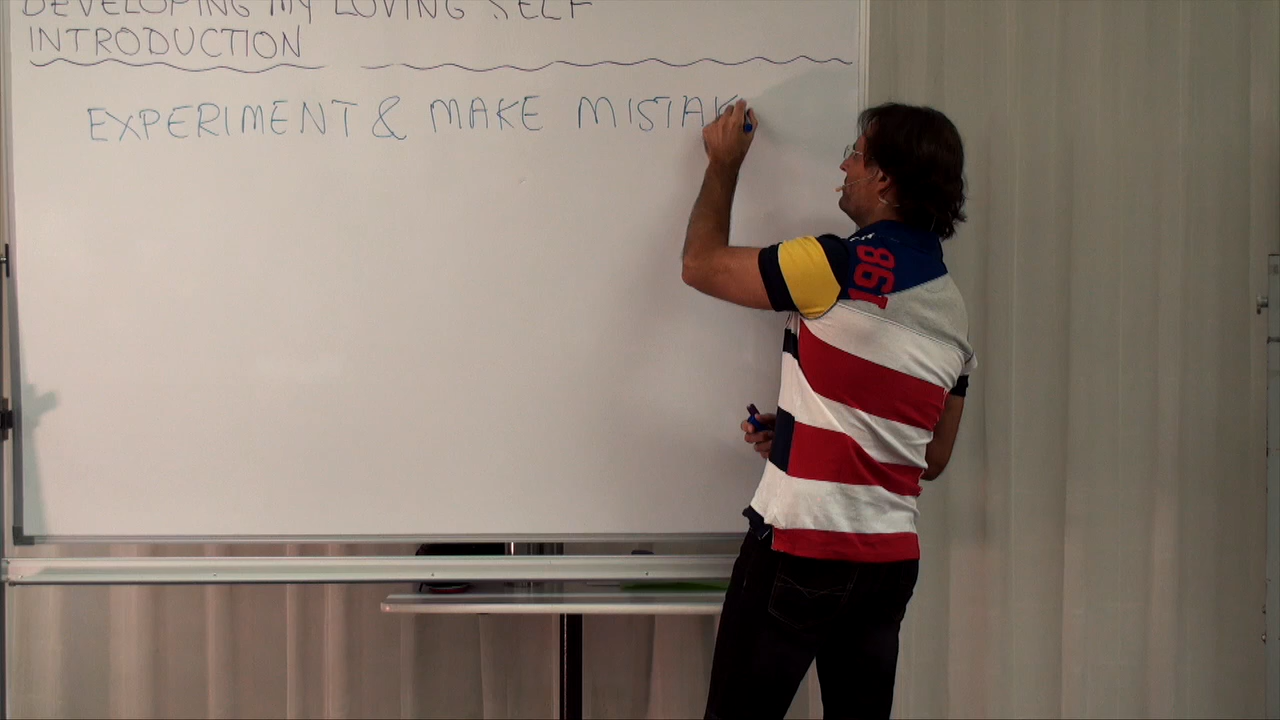 DEVELOPING MY LOVING SELF
INTRODUCTION
EXPERIMENT & MAKE MISTAK
198